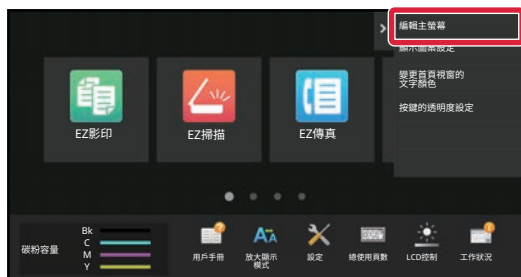 編輯主螢幕
顯示圖案設定
變更首頁視窗的
文字顏色
按鍵的透明度設定
EZ影印
EZ掃描
EZ傳真
碳粉容量
Bk
C
M
Y
用戶手冊
放大顯示
模式
設定
總使用頁數
LCD控制
工作狀況